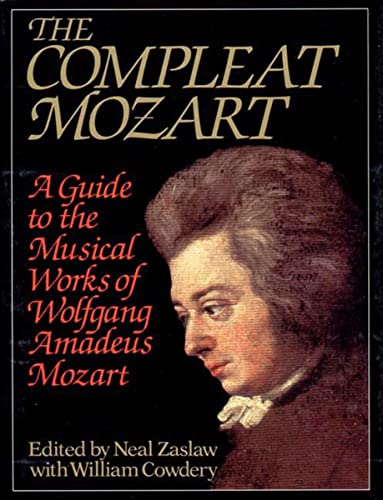 THE
COMPLEAT
MOZART
A Guide
to the
Musical
Works of
Wolfgang
Amadeus
Mozart
Edited by Neal Zaslaw
with William Cowdery